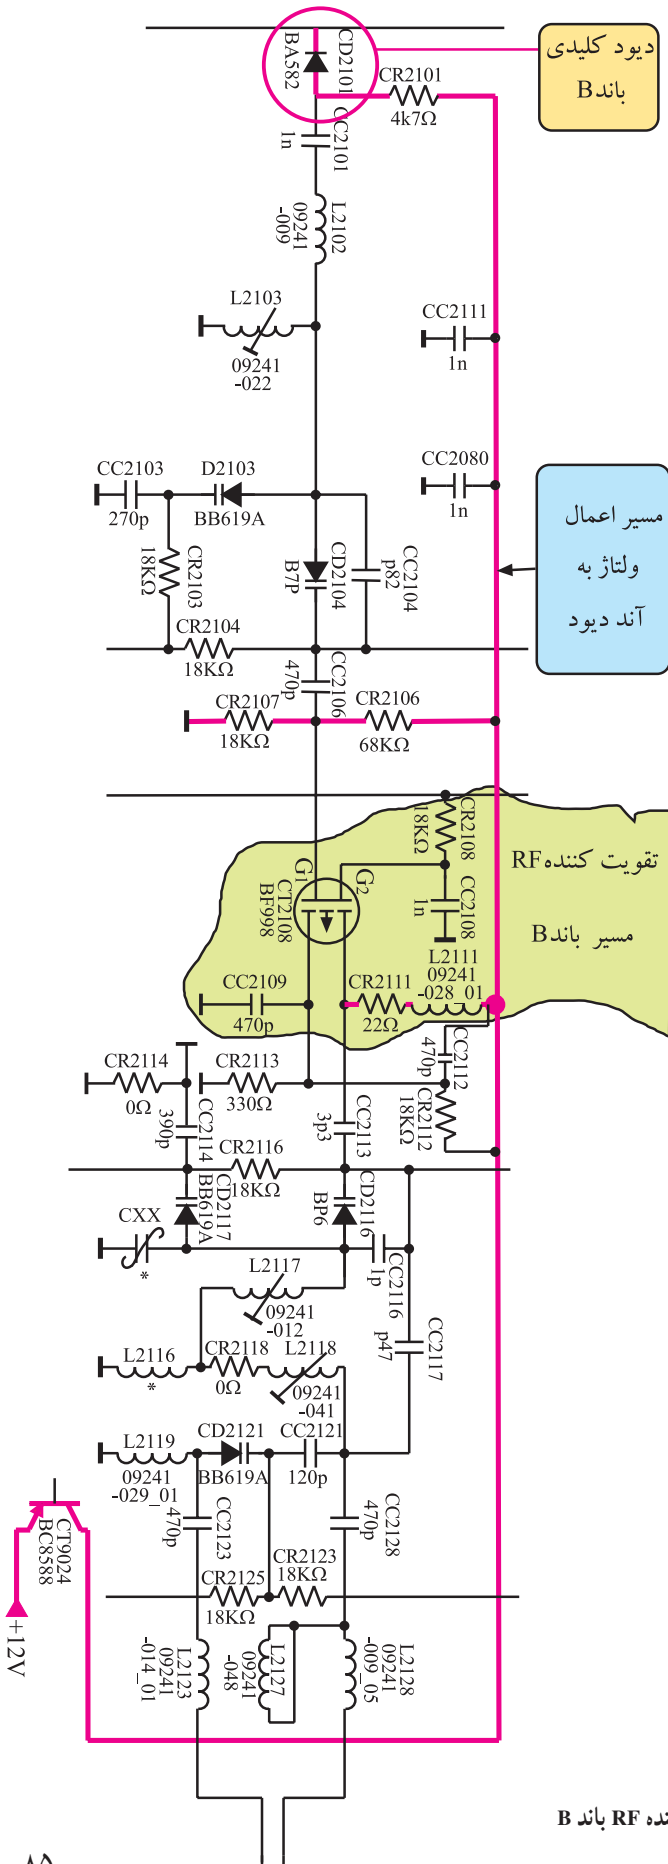 دیود کلیدی
باند B
CD2101
BA582
CR2101
4k7Ω
CC2101
1n
L2102
09241
-009
L2103
09241
-022
CC2111
1n
CC2103
270p
D2103
BB619A
CC2080
1n
CR2103
18KΩ
CD2104
B7P
CC2104
p82
مسیر اعمال
ولتاژ به
آند دیود
CR2104
18KΩ
CC2106
470p
CR2107
18KΩ
CR2106
68KΩ
CR2108
18KΩ
تقویت کننده RF
مسیر باند B
G1
G2
CT2108
BF998
CC2108
1n
L2111
09241
-028_01
CC2109
470p
CR2111
22Ω
CR2114
0Ω
CR2113
330Ω
CC2112
470p
CR2112
18KΩ
CC2114
390p
CC2113
3p3
CR2116
18KΩ
CD2117
BB619A
CD2116
BP6
CXX
*
CC2116
1p
L2117
09241
-012
CC2117
p47
L2116
*
CR2118
0Ω
L2118
09241
-041
L2119
09241
-029_01
CD2121
BB619A
CC2121
120p
CT9024
BC8588
CC2123
470p
CC2128
470p
CR2125
18KΩ
CR2123
18KΩ
+12V
L2123
09241
-014_01
L2127
09241
-048
L2128
09241
-009_05
نده RF باند B